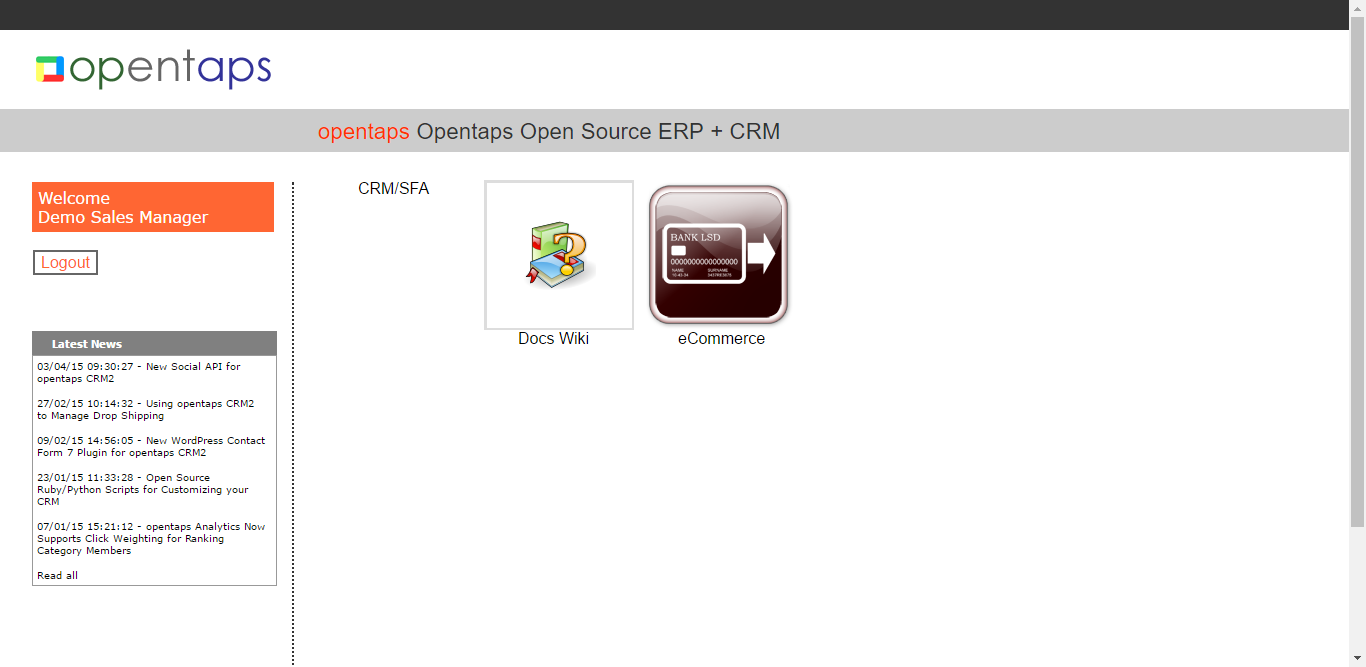 opentaps
opentaps Opentaps Open Source ERP + CRM
Welcome
Demo Sales Manager
Logout
Latest News
03/04/15 09:30:27 - New Social API for
opentaps CRM2
27/02/15 10:14:32 - Using opentaps CRM2
to Manage Drop Shipping
09/02/15 14:56:05 - New WordPress Contact
Form 7 Plugin for opentaps CRM2
23/01/15 11:33:28 - Open Source
Ruby/Python Scripts for Customizing your
CRM
07/01/15 15:21:12 - opentaps Analytics Now
Supports Click Weighting for Ranking
Category Members
Read all
CRM/SFA
Docs Wiki
BANK LSD
0000000000000000
NAME SURNAME
eCommerce